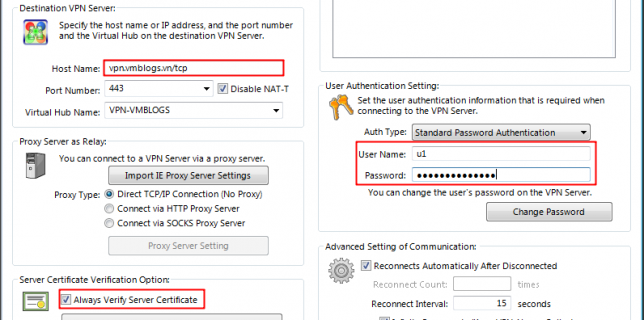 Destination VPN Server:
Specify the host name or IP address, and the port number
and the Virtual Hub on the destination VPN Server.
Host Name: vpn.vmblogs.vn/tcp
Port Number: 443 Disable NAT-T
Virtual Hub Name: VPN-VMBLOGS
Proxy Server as Relay:
You can connect to a VPN Server via a proxy server.
Import IE Proxy Server Settings
Proxy Type: Direct TCP/IP Connection (No Proxy)
Connect via HTTP Proxy Server
Connect via SOCKS Proxy Server
Proxy Server Setting
Server Certificate Verification Option:
Always Verify Server Certificate
User Authentication Setting:
Set the user authentication information that is required when
connecting to the VPN Server.
Auth Type: Standard Password Authentication
User Name: u1
Password: ●●●●●●●●●●●●●●
You can change the user's password on the VPN Server.
Change Password
Advanced Setting of Communication:
Reconnects Automatically After Disconnected
Reconnect Count: times
Reconnect Interval: 15 seconds